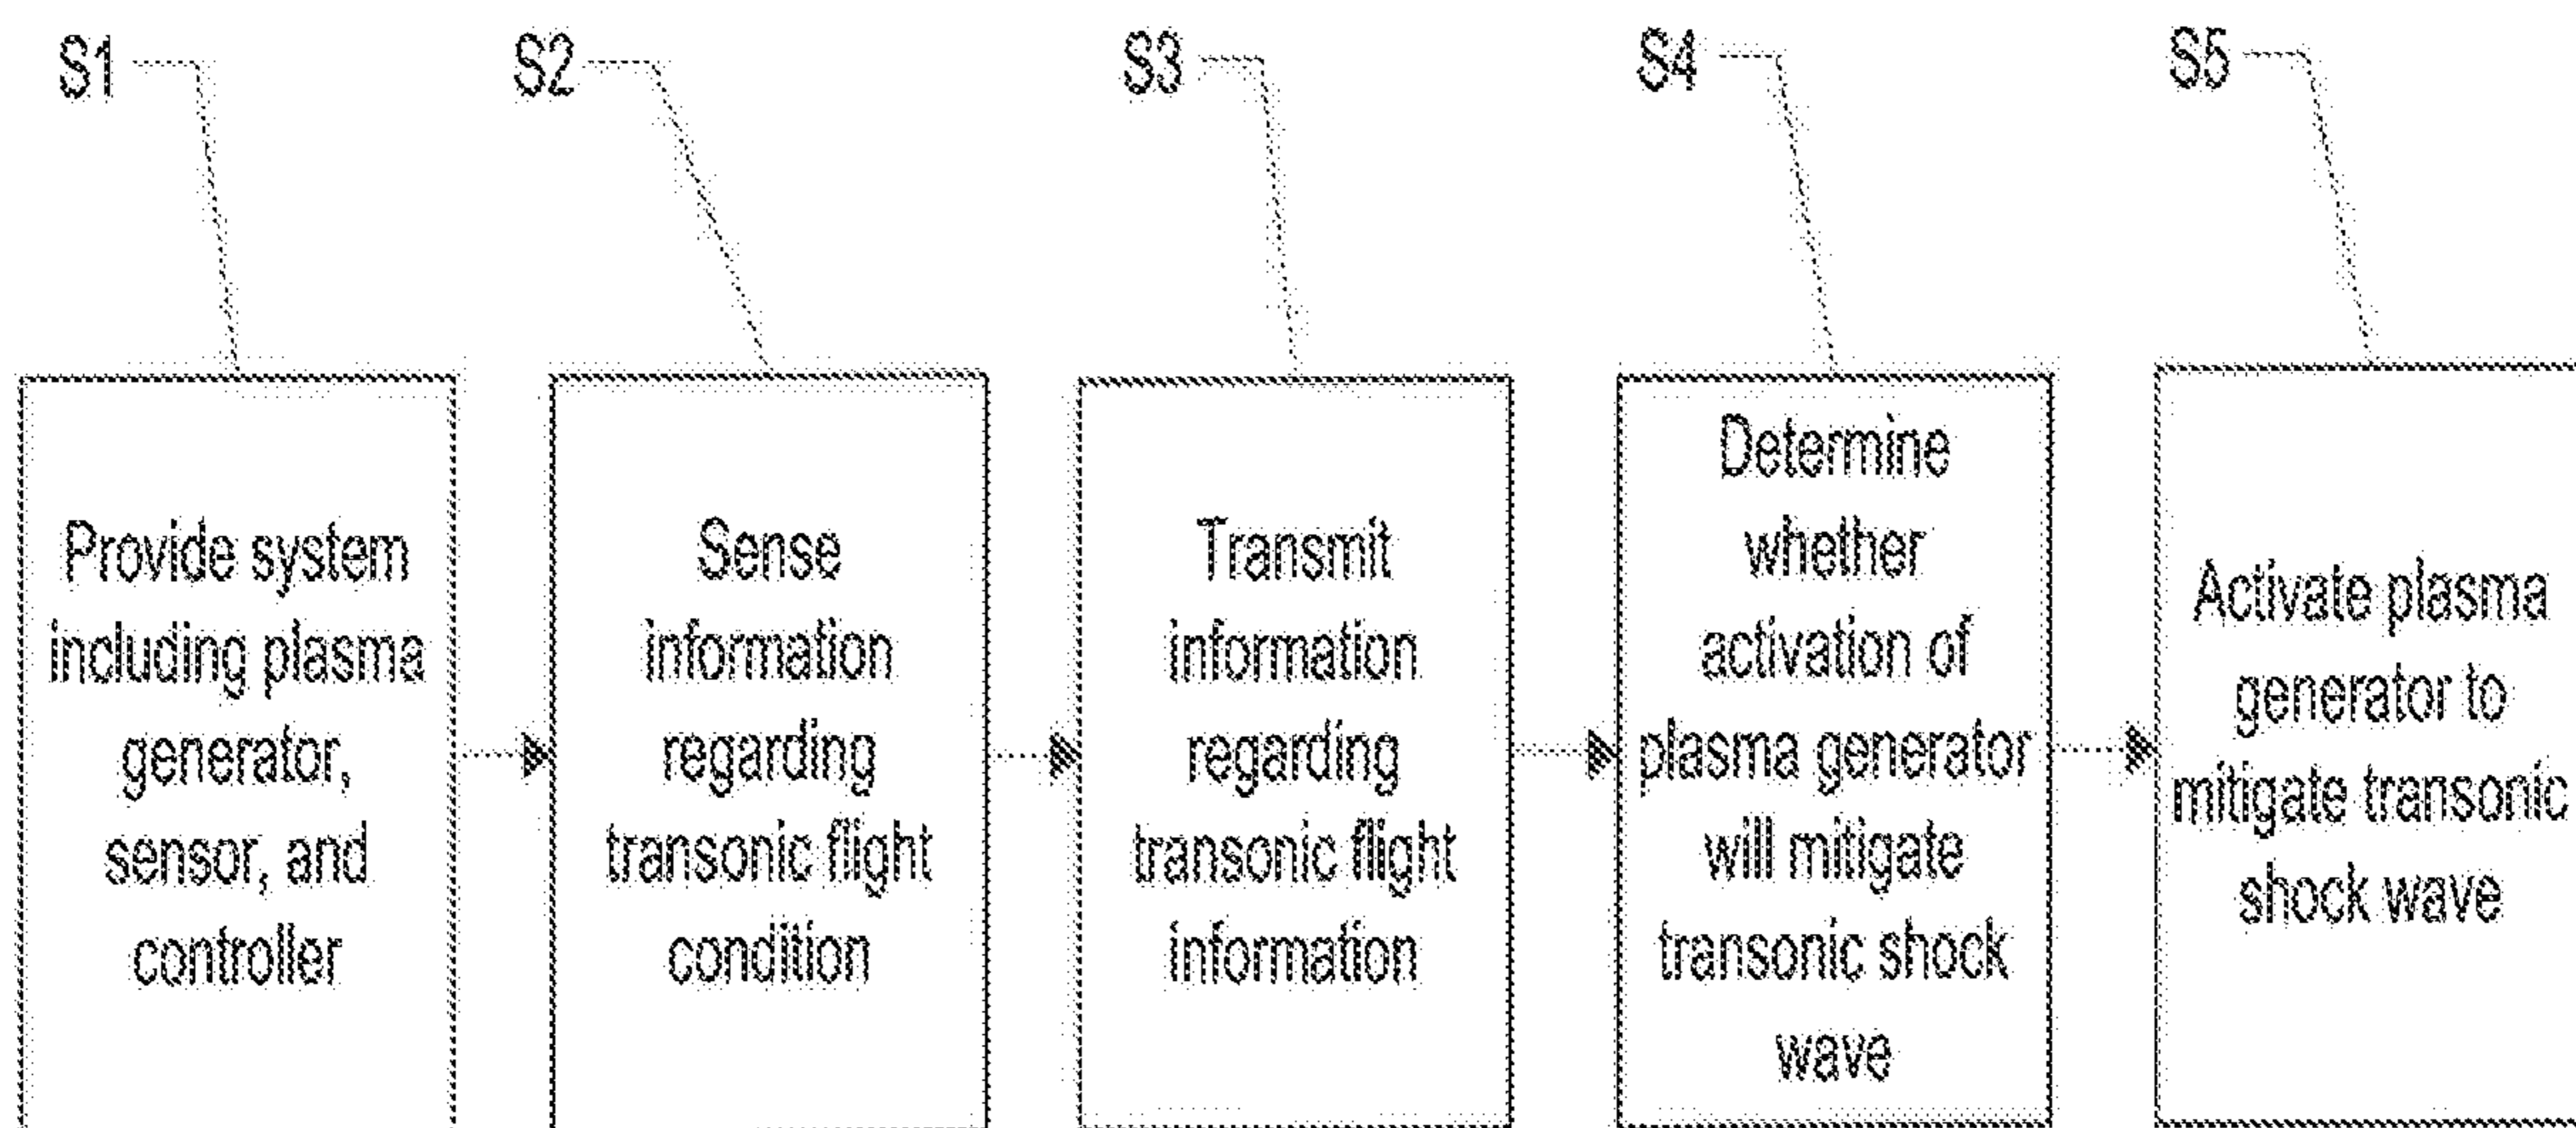 S1
S2
S3
S4
S5
Provide system
including plasma
generator,
sensor, and
controller
Sense
information
regarding
transonic flight
condition
Transmit
information
regarding
transonic flight
information
Determine
whether
activation of
plasma generator
will mitigate
transonic shock
wave
Activate plasma
generator to
mitigate transonic
shock wave